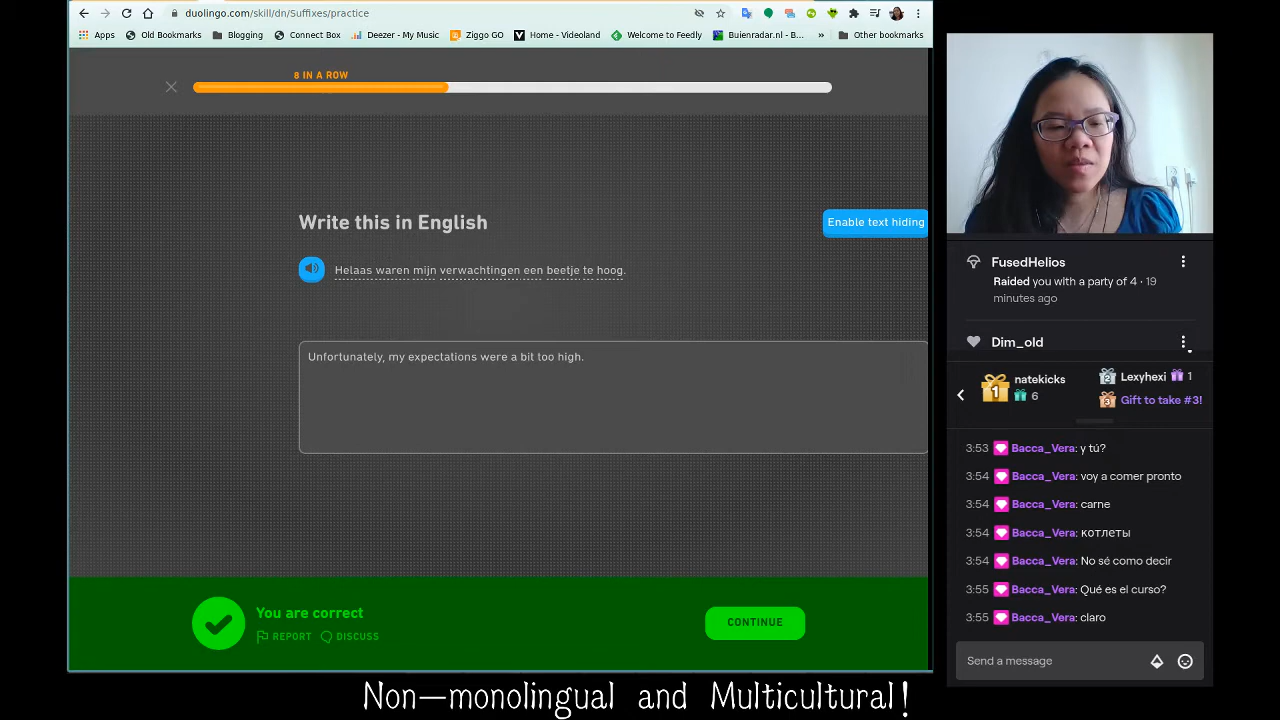 duolingo.com/skill/dn/Suffixes/practice
Apps Old Bookmarks Blogging Connect Box Deezer - My Music Ziggo GO Home - Videoland Welcome to Feedly Buienradar.nl - B... » Other bookmarks
8 IN A ROW
Write this in English
Enable text hiding
Helaas waren mijn verwachtingen een beetje te hoog.
Unfortunately, my expectations were a bit too high.
You are correct
REPORT DISCUSS
CONTINUE
FusedHelios
Raided you with a party of 4 · 19
minutes ago
Dim_old
1 natekicks
6
2 Lexyhexi 1
3 Gift to take #3!
3:53 Bacca_Vera: y tú?
3:54 Bacca_Vera: voy a comer pronto
3:54 Bacca_Vera: carne
3:54 Bacca_Vera: котлеты
3:54 Bacca_Vera: No sé como decir
3:55 Bacca_Vera: Qué es el curso?
3:55 Bacca_Vera: claro
Send a message
Non-monolingual and Multicultural!